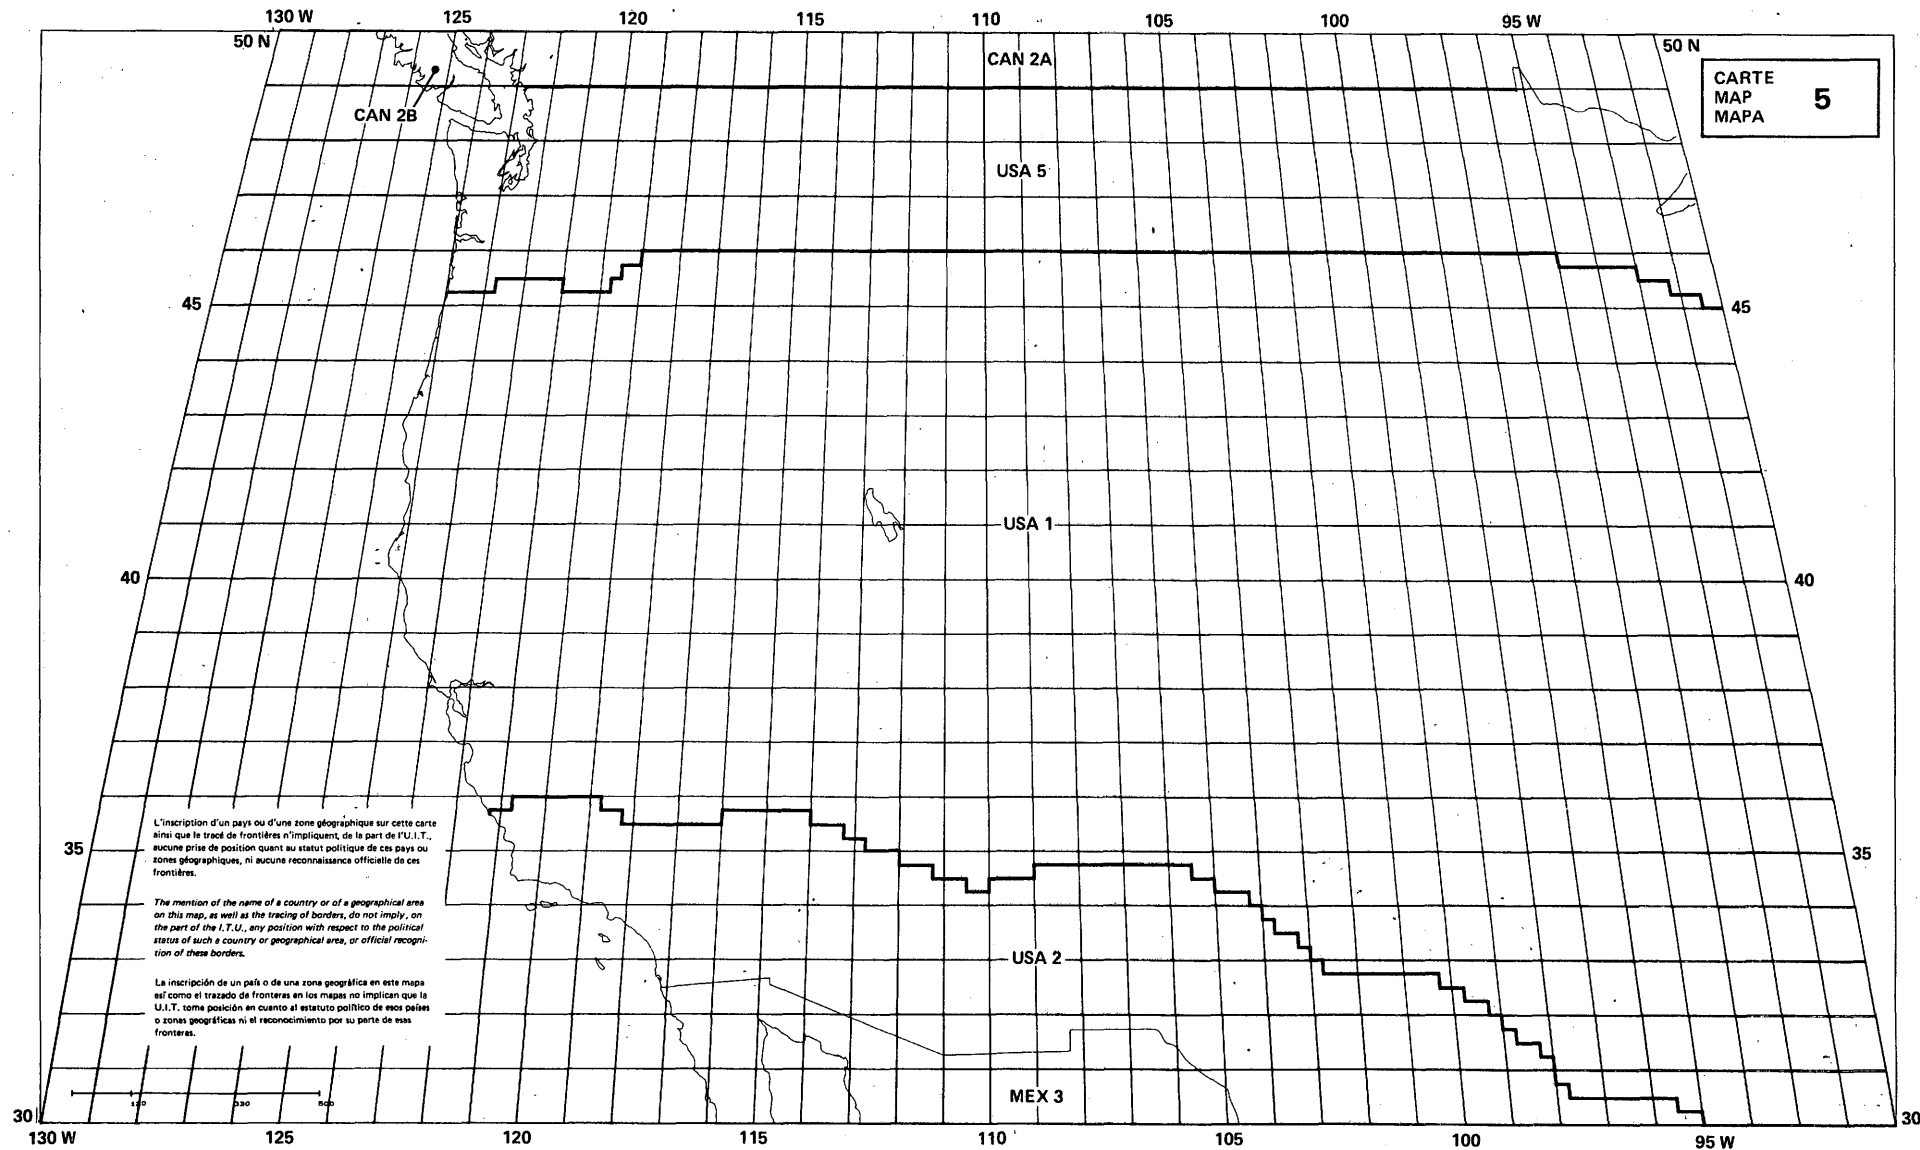 130 W 125 120 115 110 105 100 95 W
50 N
50 N
CAN 2A
CARTE
MAP 5
MAPA
CAN 2B
USA 5
45
45
USA 1
40
40
L'inscription d'un pays ou d'une zone géographique sur cette carte
ainsi que le tracé de frontières n'impliquent, de la part de l'U.I.T.,
aucune prise de position quant au statut politique de ces pays ou
zones géographiques, ni aucune reconnaissance officielle de ces
frontières.
35
35
The mention of the name of a country or of a geographical area
on this map, as well as the tracing of borders, do not imply, on
the part of the I.T.U., any position with respect to the political
status of such a country or geographical area, or official recogni-
tion of these borders.
USA 2
La inscripción de un país o de una zona geográfica en este mapa
así como el trazado de fronteras en los mapas no implican que la
U.I.T. tome posición en cuanto al estatuto político de esos países
o zonas geográficas ni el reconocimiento por su parte de esas
fronteras.
MEX 3
500
30
30
130 W 125 120 115 110 105 100 95 W